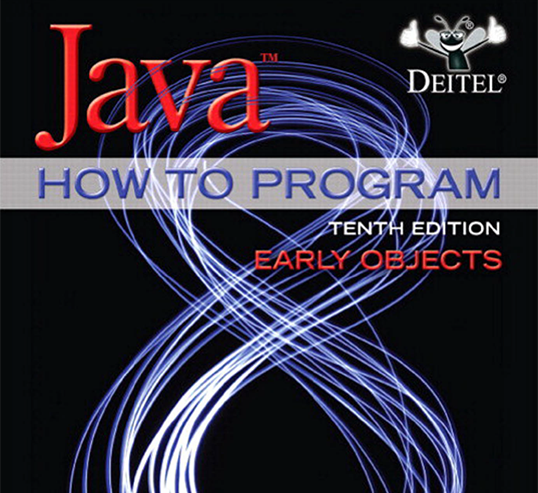 Java™
DEITEL®
HOW TO PROGRAM
TENTH EDITION
EARLY OBJECTS